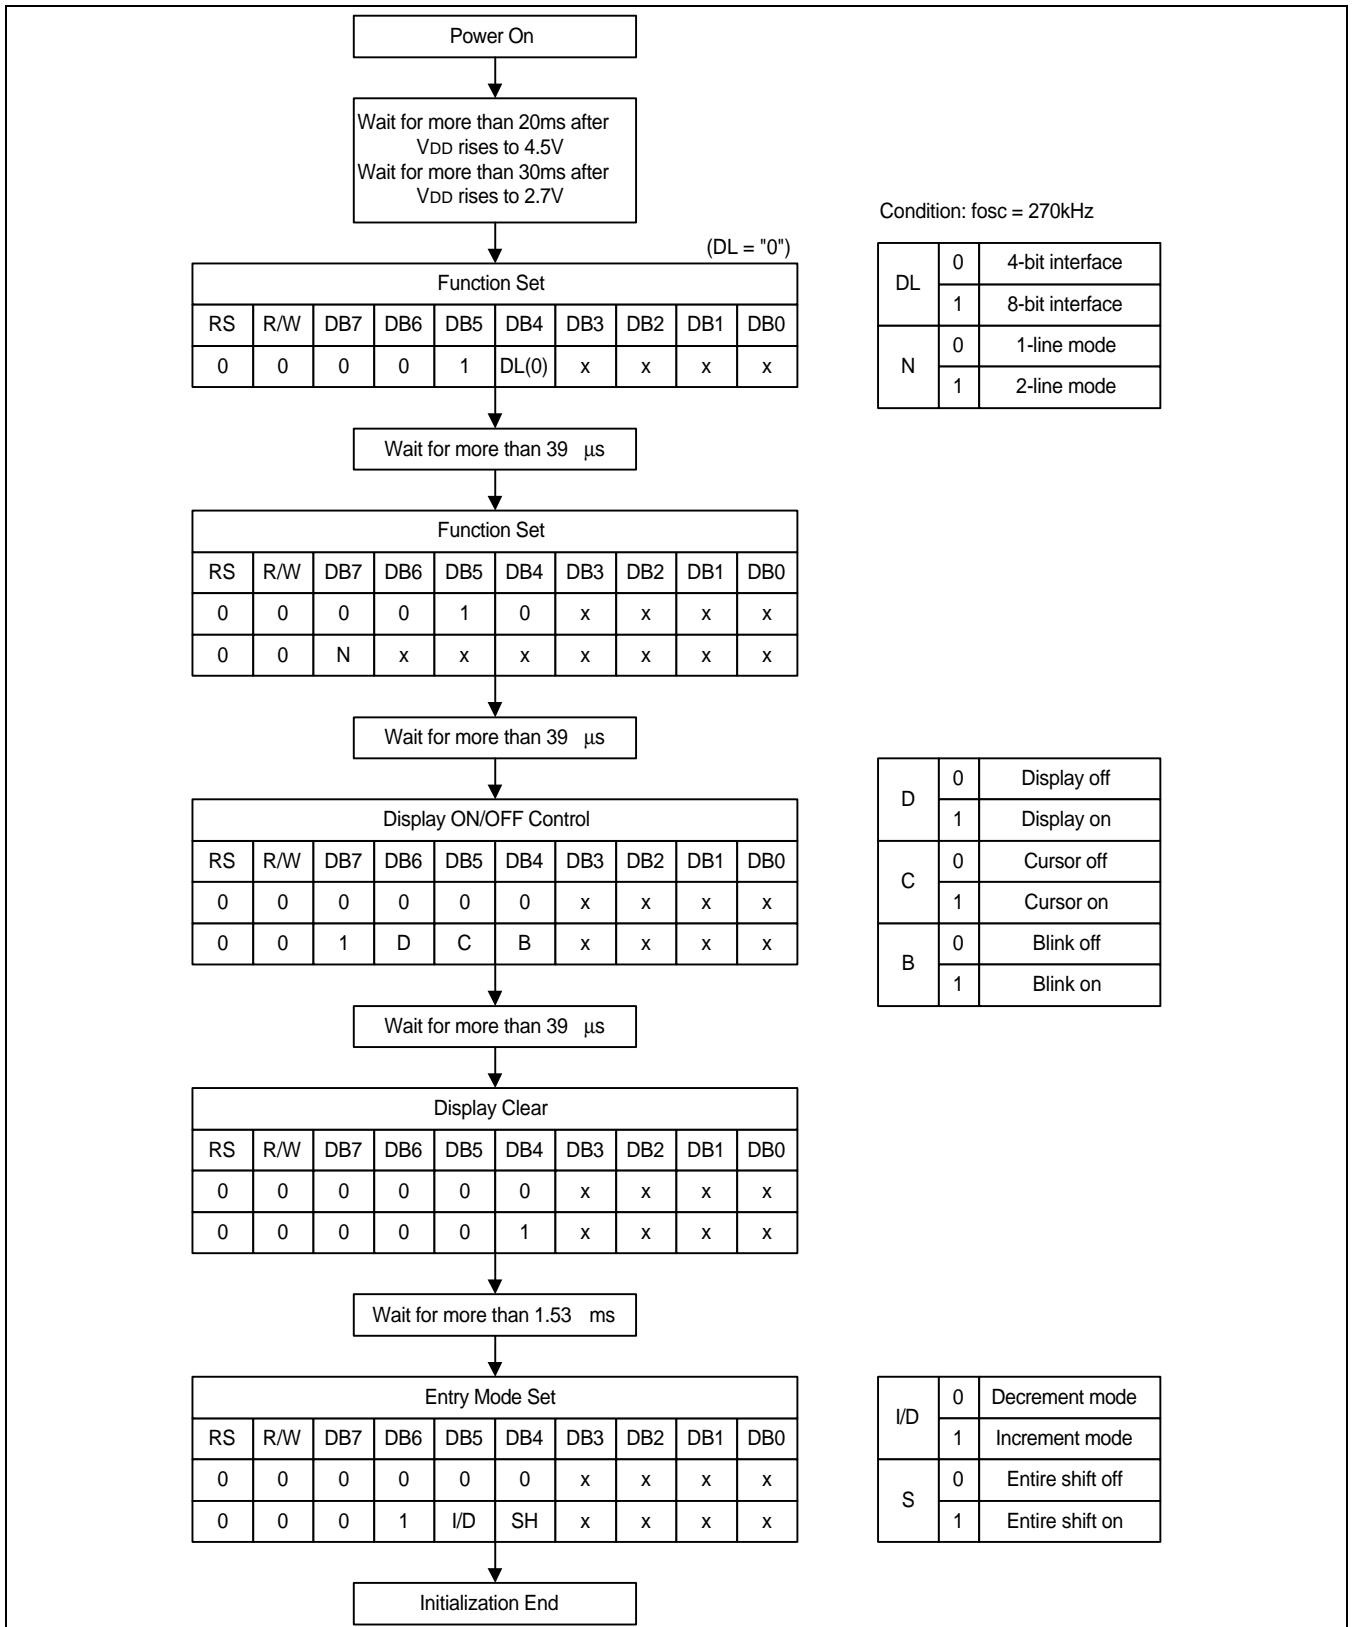 Power On
Wait for more than 20ms after
VDD rises to 4.5V
Wait for more than 30ms after
VDD rises to 2.7V
Condition: fosc = 270kHz
(DL = "0")
Function Set
RS R/W DB7 DB6 DB5 DB4 DB3 DB2 DB1 DB0
0 0 0 0 1 DL(0) x x x x
DL 0 4-bit interface
1 8-bit interface
N 0 1-line mode
1 2-line mode
Wait for more than 39 μs
Function Set
RS R/W DB7 DB6 DB5 DB4 DB3 DB2 DB1 DB0
0 0 0 0 1 0 x x x x
0 0 N x x x x x x x
Wait for more than 39 μs
Display ON/OFF Control
RS R/W DB7 DB6 DB5 DB4 DB3 DB2 DB1 DB0
0 0 0 0 0 0 x x x x
0 0 1 D C B x x x x
D 0 Display off
1 Display on
C 0 Cursor off
1 Cursor on
B 0 Blink off
1 Blink on
Wait for more than 39 μs
Display Clear
RS R/W DB7 DB6 DB5 DB4 DB3 DB2 DB1 DB0
0 0 0 0 0 0 x x x x
0 0 0 0 0 1 x x x x
Wait for more than 1.53 ms
Entry Mode Set
RS R/W DB7 DB6 DB5 DB4 DB3 DB2 DB1 DB0
0 0 0 0 0 0 x x x x
0 0 0 1 I/D SH x x x x
I/D 0 Decrement mode
1 Increment mode
S 0 Entire shift off
1 Entire shift on
Initialization End